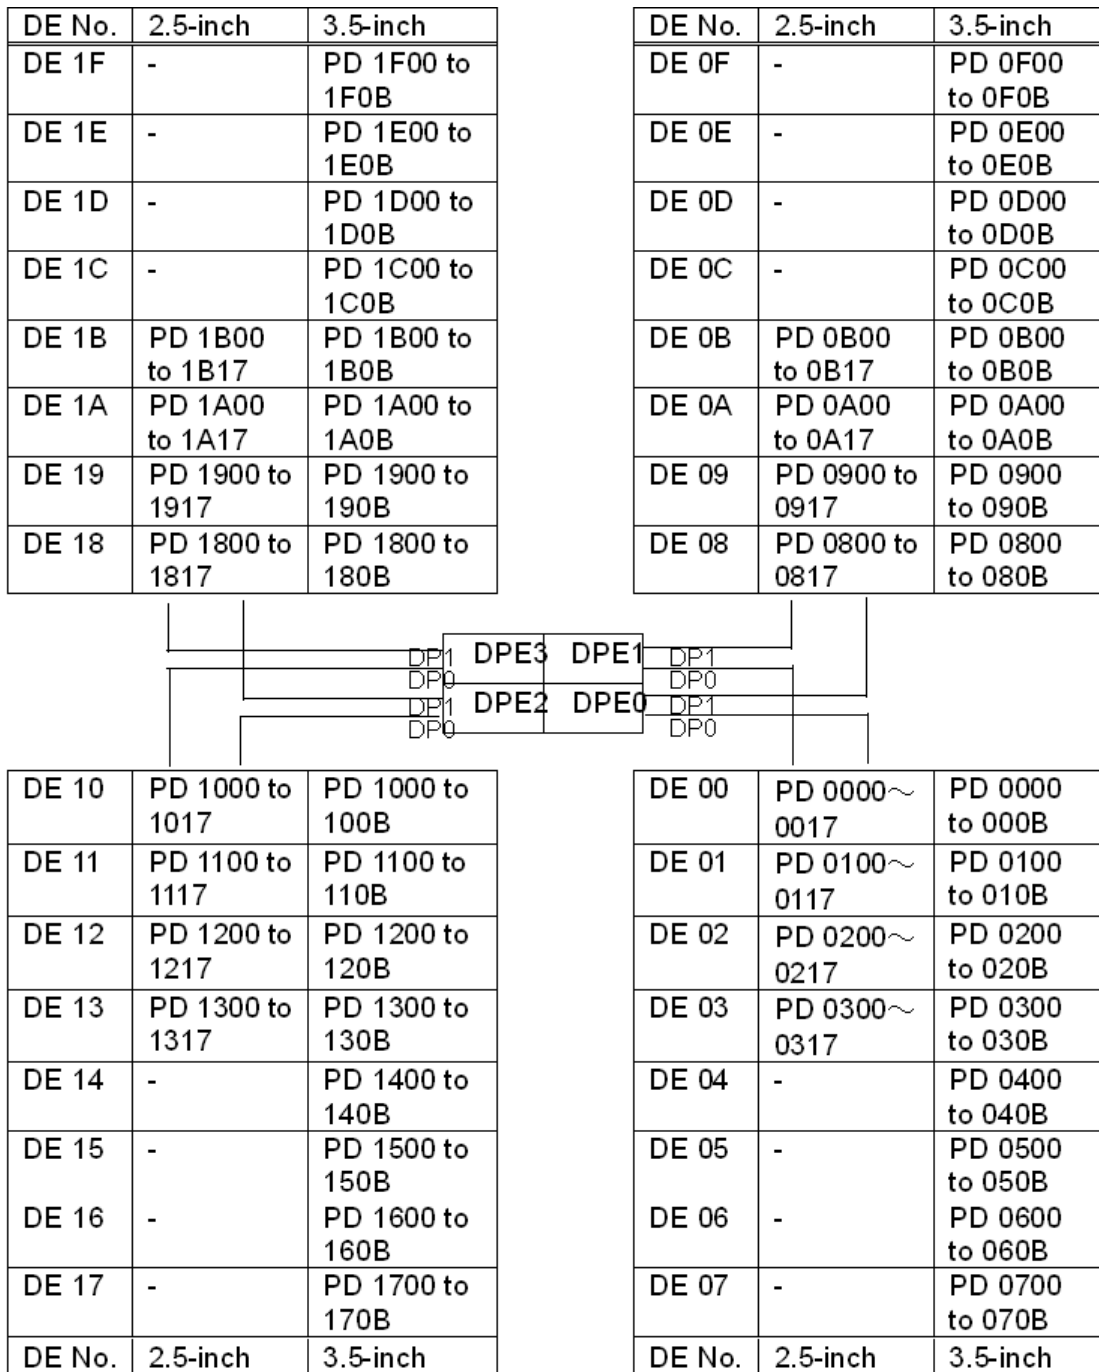 DE No. 2.5-inch 3.5-inch
DE 1F - PD 1F00 to
1F0B
DE 1E - PD 1E00 to
1E0B
DE 1D - PD 1D00 to
1D0B
DE 1C - PD 1C00 to
1C0B
DE 1B PD 1B00 PD 1B00 to
to 1B17 1B0B
DE 1A PD 1A00 PD 1A00 to
to 1A17 1A0B
DE 19 PD 1900 to PD 1900 to
1917 190B
DE 18 PD 1800 to PD 1800 to
1817 180B
DE No. 2.5-inch 3.5-inch
DE 0F - PD 0F00
to 0F0B
DE 0E - PD 0E00
to 0E0B
DE 0D - PD 0D00
to 0D0B
DE 0C - PD 0C00
to 0C0B
DE 0B PD 0B00 PD 0B00
to 0B17 to 0B0B
DE 0A PD 0A00 PD 0A00
to 0A17 to 0A0B
DE 09 PD 0900 to PD 0900
0917 to 090B
DE 08 PD 0800 to PD 0800
0817 to 080B
DP1 DPE3 DPE1 DP1
DP0 DP0
DP1 DPE2 DPE0 DP1
DP0 DP0
DE 10 PD 1000 to PD 1000 to
1017 100B
DE 11 PD 1100 to PD 1100 to
1117 110B
DE 12 PD 1200 to PD 1200 to
1217 120B
DE 13 PD 1300 to PD 1300 to
1317 130B
DE 14 - PD 1400 to
140B
DE 15 - PD 1500 to
150B
DE 16 - PD 1600 to
160B
DE 17 - PD 1700 to
170B
DE No. 2.5-inch 3.5-inch
DE 00 PD 0000～ PD 0000
0017 to 000B
DE 01 PD 0100～ PD 0100
0117 to 010B
DE 02 PD 0200～ PD 0200
0217 to 020B
DE 03 PD 0300～ PD 0300
0317 to 030B
DE 04 - PD 0400
to 040B
DE 05 - PD 0500
to 050B
DE 06 - PD 0600
to 060B
DE 07 - PD 0700
to 070B
DE No. 2.5-inch 3.5-inch